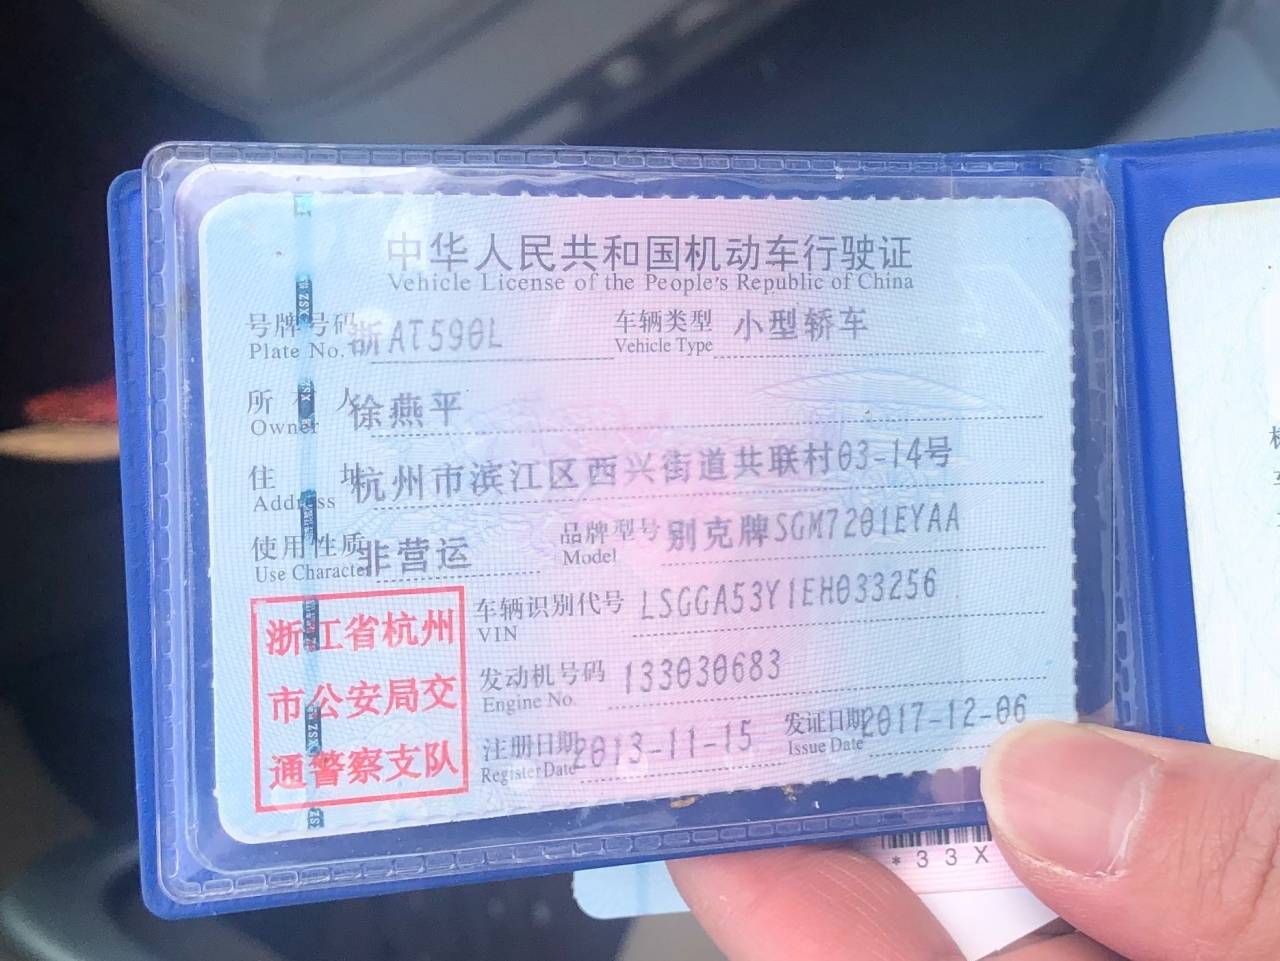 中华人民共和国机动车行驶证
Vehicle License of the People's Republic of China
号牌号码 浙AT590L 车辆类型 小型轿车
Plate No. Vehicle Type
所有人 徐燕平
Owner
住址 杭州市滨江区西兴街道共联村03-14号
Address
使用性质 非营运 品牌型号 别克牌SGM7201EYAA
Use Character Model
车辆识别代号 LSGGA53Y1EH033256
VIN
发动机号码 133030683
Engine No.
注册日期 2013-11-15 发证日期 2017-12-06
Register Date Issue Date
浙江省杭州
市公安局交
通警察支队
*33X